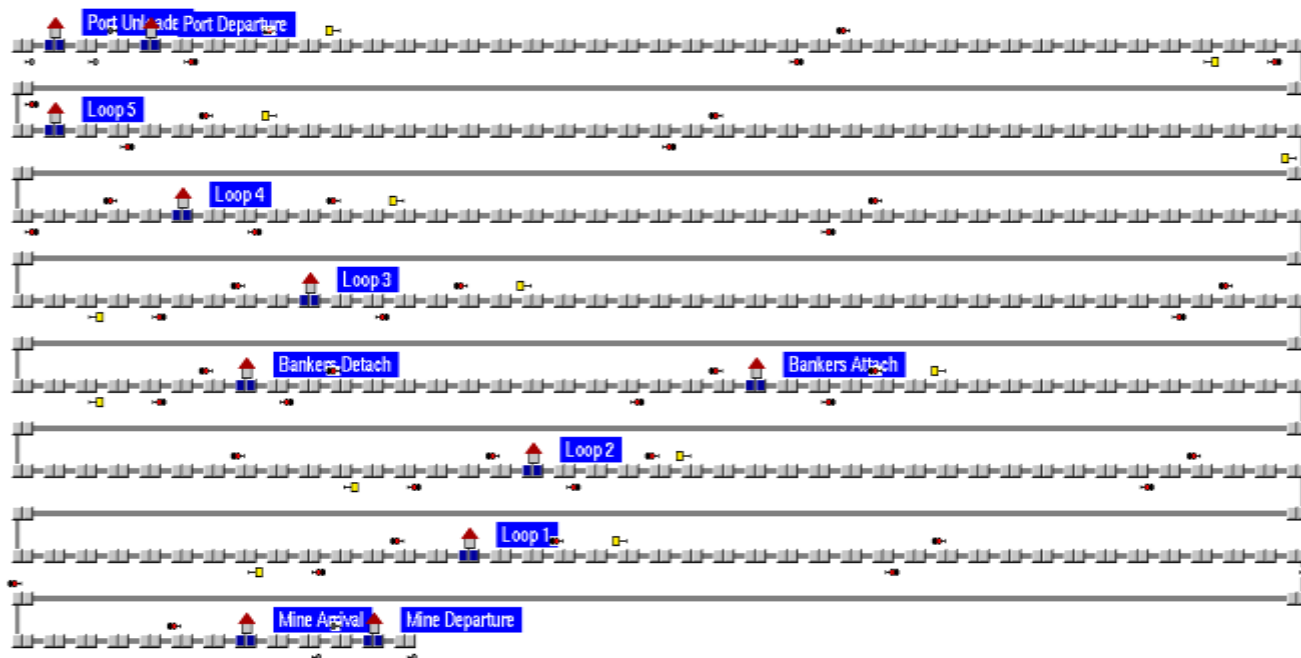 Port Unloader Port Departure
Loop 5
Loop 4
Loop 3
Bankers Detach Bankers Attach
Loop 2
Loop 1
Mine Arrival Mine Departure